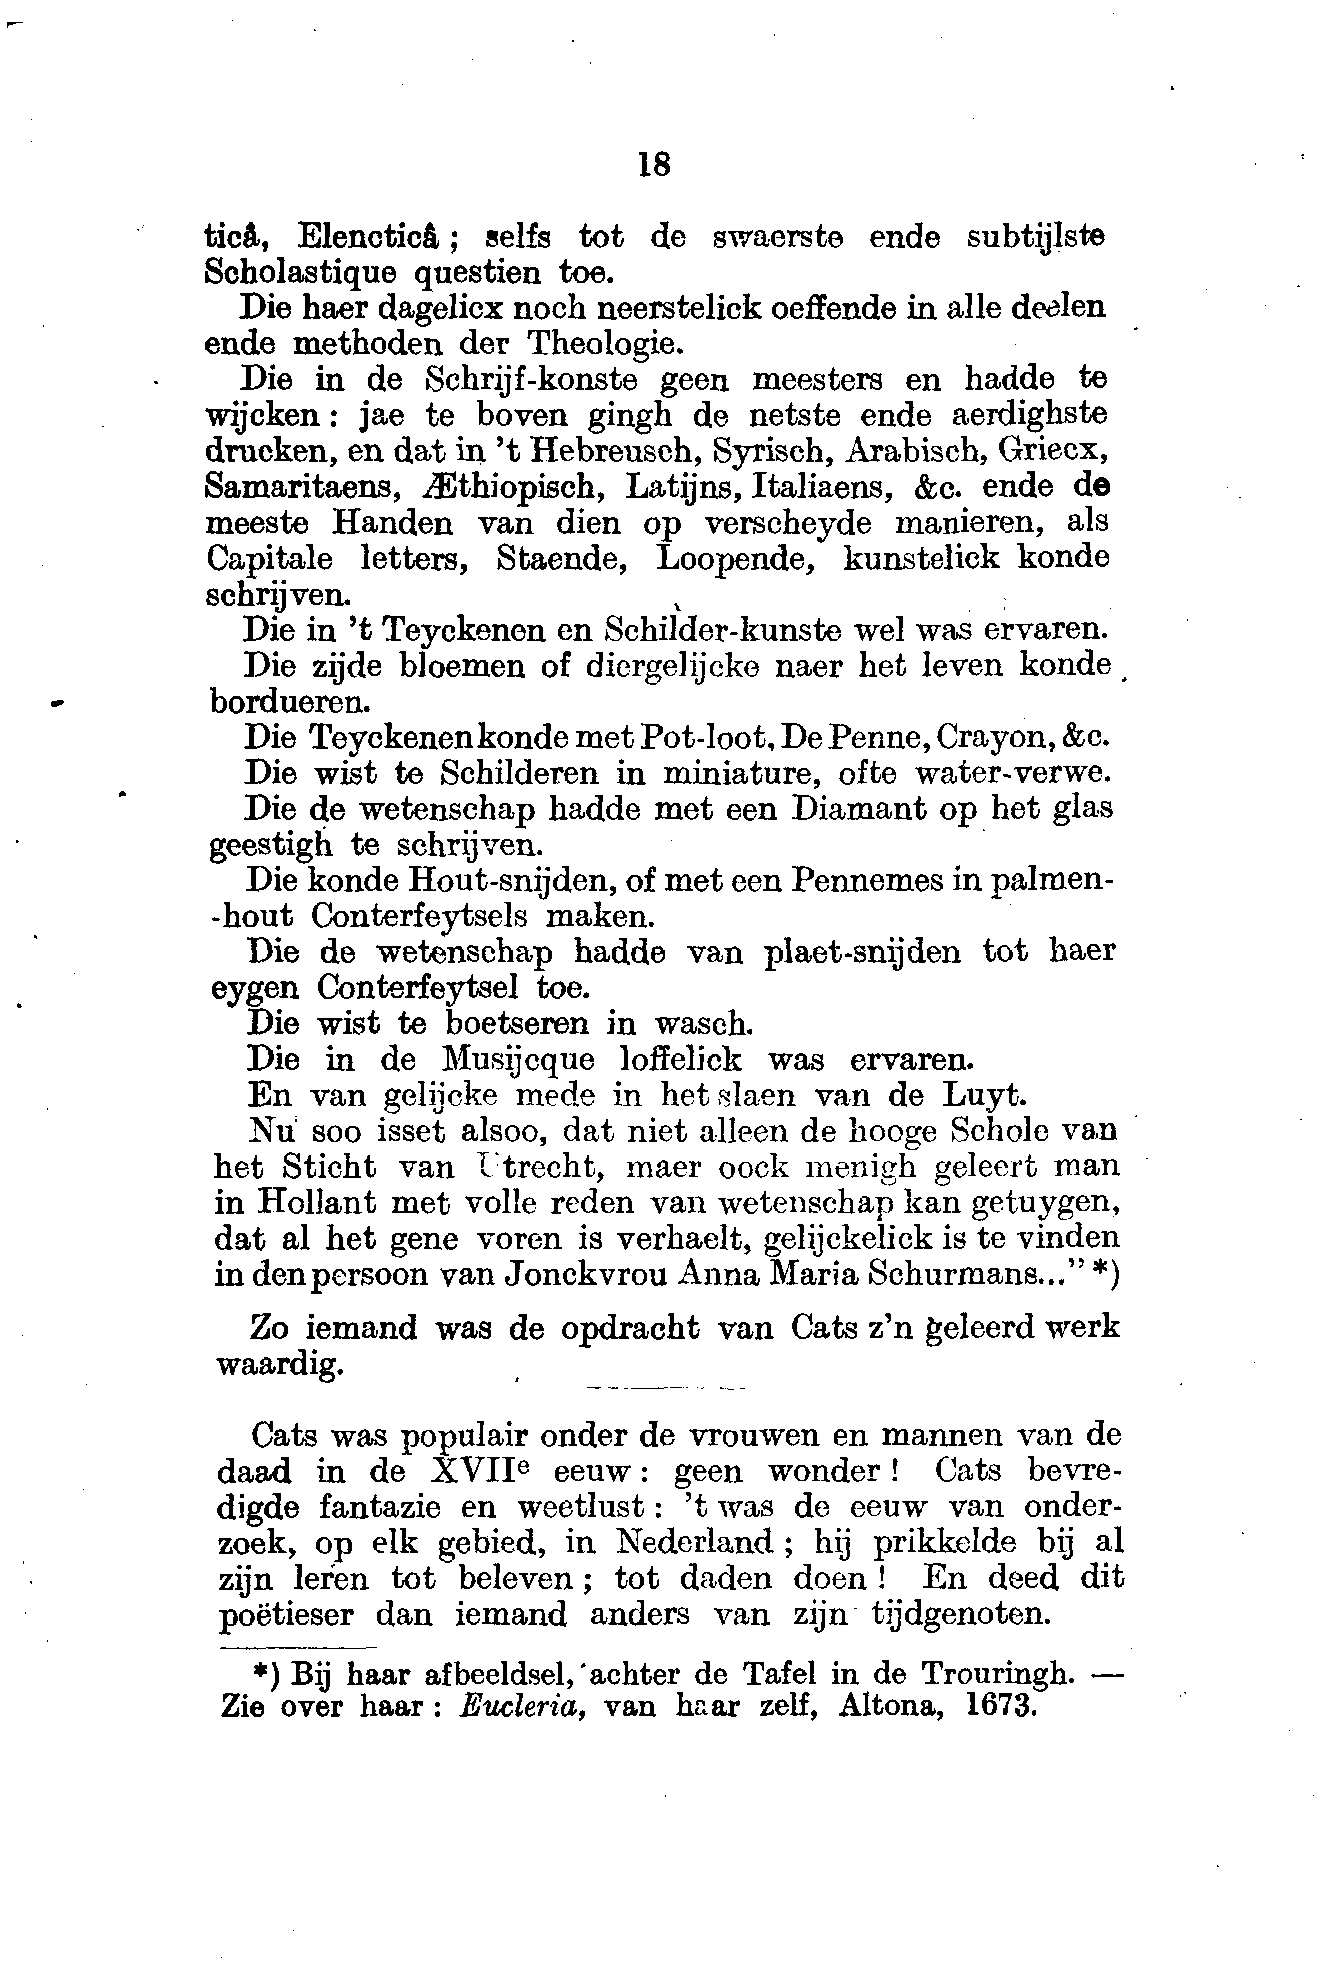 18
ticâ, Elencticâ ; selfs tot de swaerste ende subtijlste
Scholastique questien toe.
Die haer dagelicx noch neerstelick oeffende in alle deelen
ende methoden der Theologie.
Die in de Schrijf-konste geen meesters en hadde te
wijcken : jae te boven gingh de netste ende aerdighste
drucken, en dat in 't Hebreusch, Syrisch, Arabisch, Griecx,
Samaritaens, Æthiopisch, Latijns, Italiaens, &c. ende de
meeste Handen van dien op verscheyde manieren, als
Capitale letters, Staende, Loopende, kunstelick konde
schrijven.
Die in 't Teyckenen en Schilder-kunste wel was ervaren.
Die zijde bloemen of diergelijcke naer het leven konde
bordueren.
Die Teyckenen konde met Pot-loot, De Penne, Crayon, &c.
Die wist te Schilderen in miniature, ofte water-verwe.
Die de wetenschap hadde met een Diamant op het glas
geestigh te schrijven.
Die konde Hout-snijden, of met een Pennemes in palmen-
-hout Conterfeytsels maken.
Die de wetenschap hadde van plaet-snijden tot haer
eygen Conterfeytsel toe.
Die wist te boetseren in wasch.
Die in de Musijcque loffelick was ervaren.
En van gelijcke mede in het slaen van de Luyt.
Nu soo isset alsoo, dat niet alleen de hooge Schole van
het Sticht van Utrecht, maer oock menigh geleert man
in Hollant met volle reden van wetenschap kan getuygen,
dat al het gene voren is verhaelt, gelijckelick is te vinden
in den persoon van Jonckvrou Anna Maria Schurmans..." *)
Zo iemand was de opdracht van Cats z'n geleerd werk
waardig.
Cats was populair onder de vrouwen en mannen van de
daad in de XVIIe eeuw : geen wonder ! Cats bevre-
digde fantazie en weetlust : 't was de eeuw van onder-
zoek, op elk gebied, in Nederland ; hij prikkelde bij al
zijn leren tot beleven ; tot daden doen ! En deed dit
poëtieser dan iemand anders van zijn tijdgenoten.
*) Bij haar afbeeldsel, achter de Tafel in de Trouringh. —
Zie over haar : Eucleria, van haar zelf, Altona, 1673.